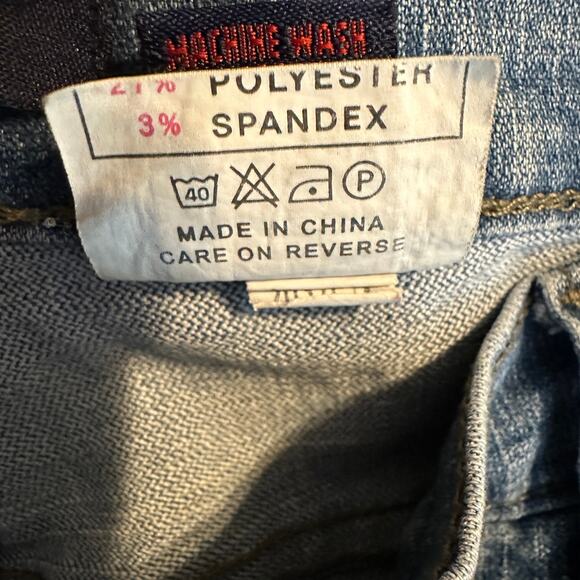 MACHINE WASH
21% POLYESTER
3% SPANDEX
40 P
MADE IN CHINA
CARE ON REVERSE